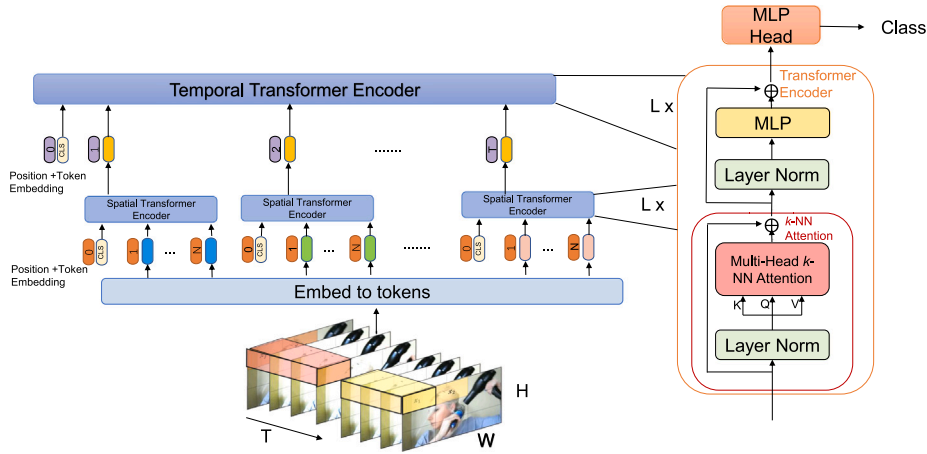 MLP
Head
Class
Transformer
Encoder
Temporal Transformer Encoder
L x
MLP
0
CLS
1
2
.......
T
Position +Token
Embedding
Layer Norm
Spatial Transformer
Encoder
Spatial Transformer
Encoder
Spatial Transformer
Encoder
L x
k-NN
Attention
0
CLS
1
...
N
0
CLS
1
...
N
.......
0
CLS
1
...
N
Position +Token
Embedding
Multi-Head k-
NN Attention
Embed to tokens
K
Q
V
Layer Norm
H
T
W